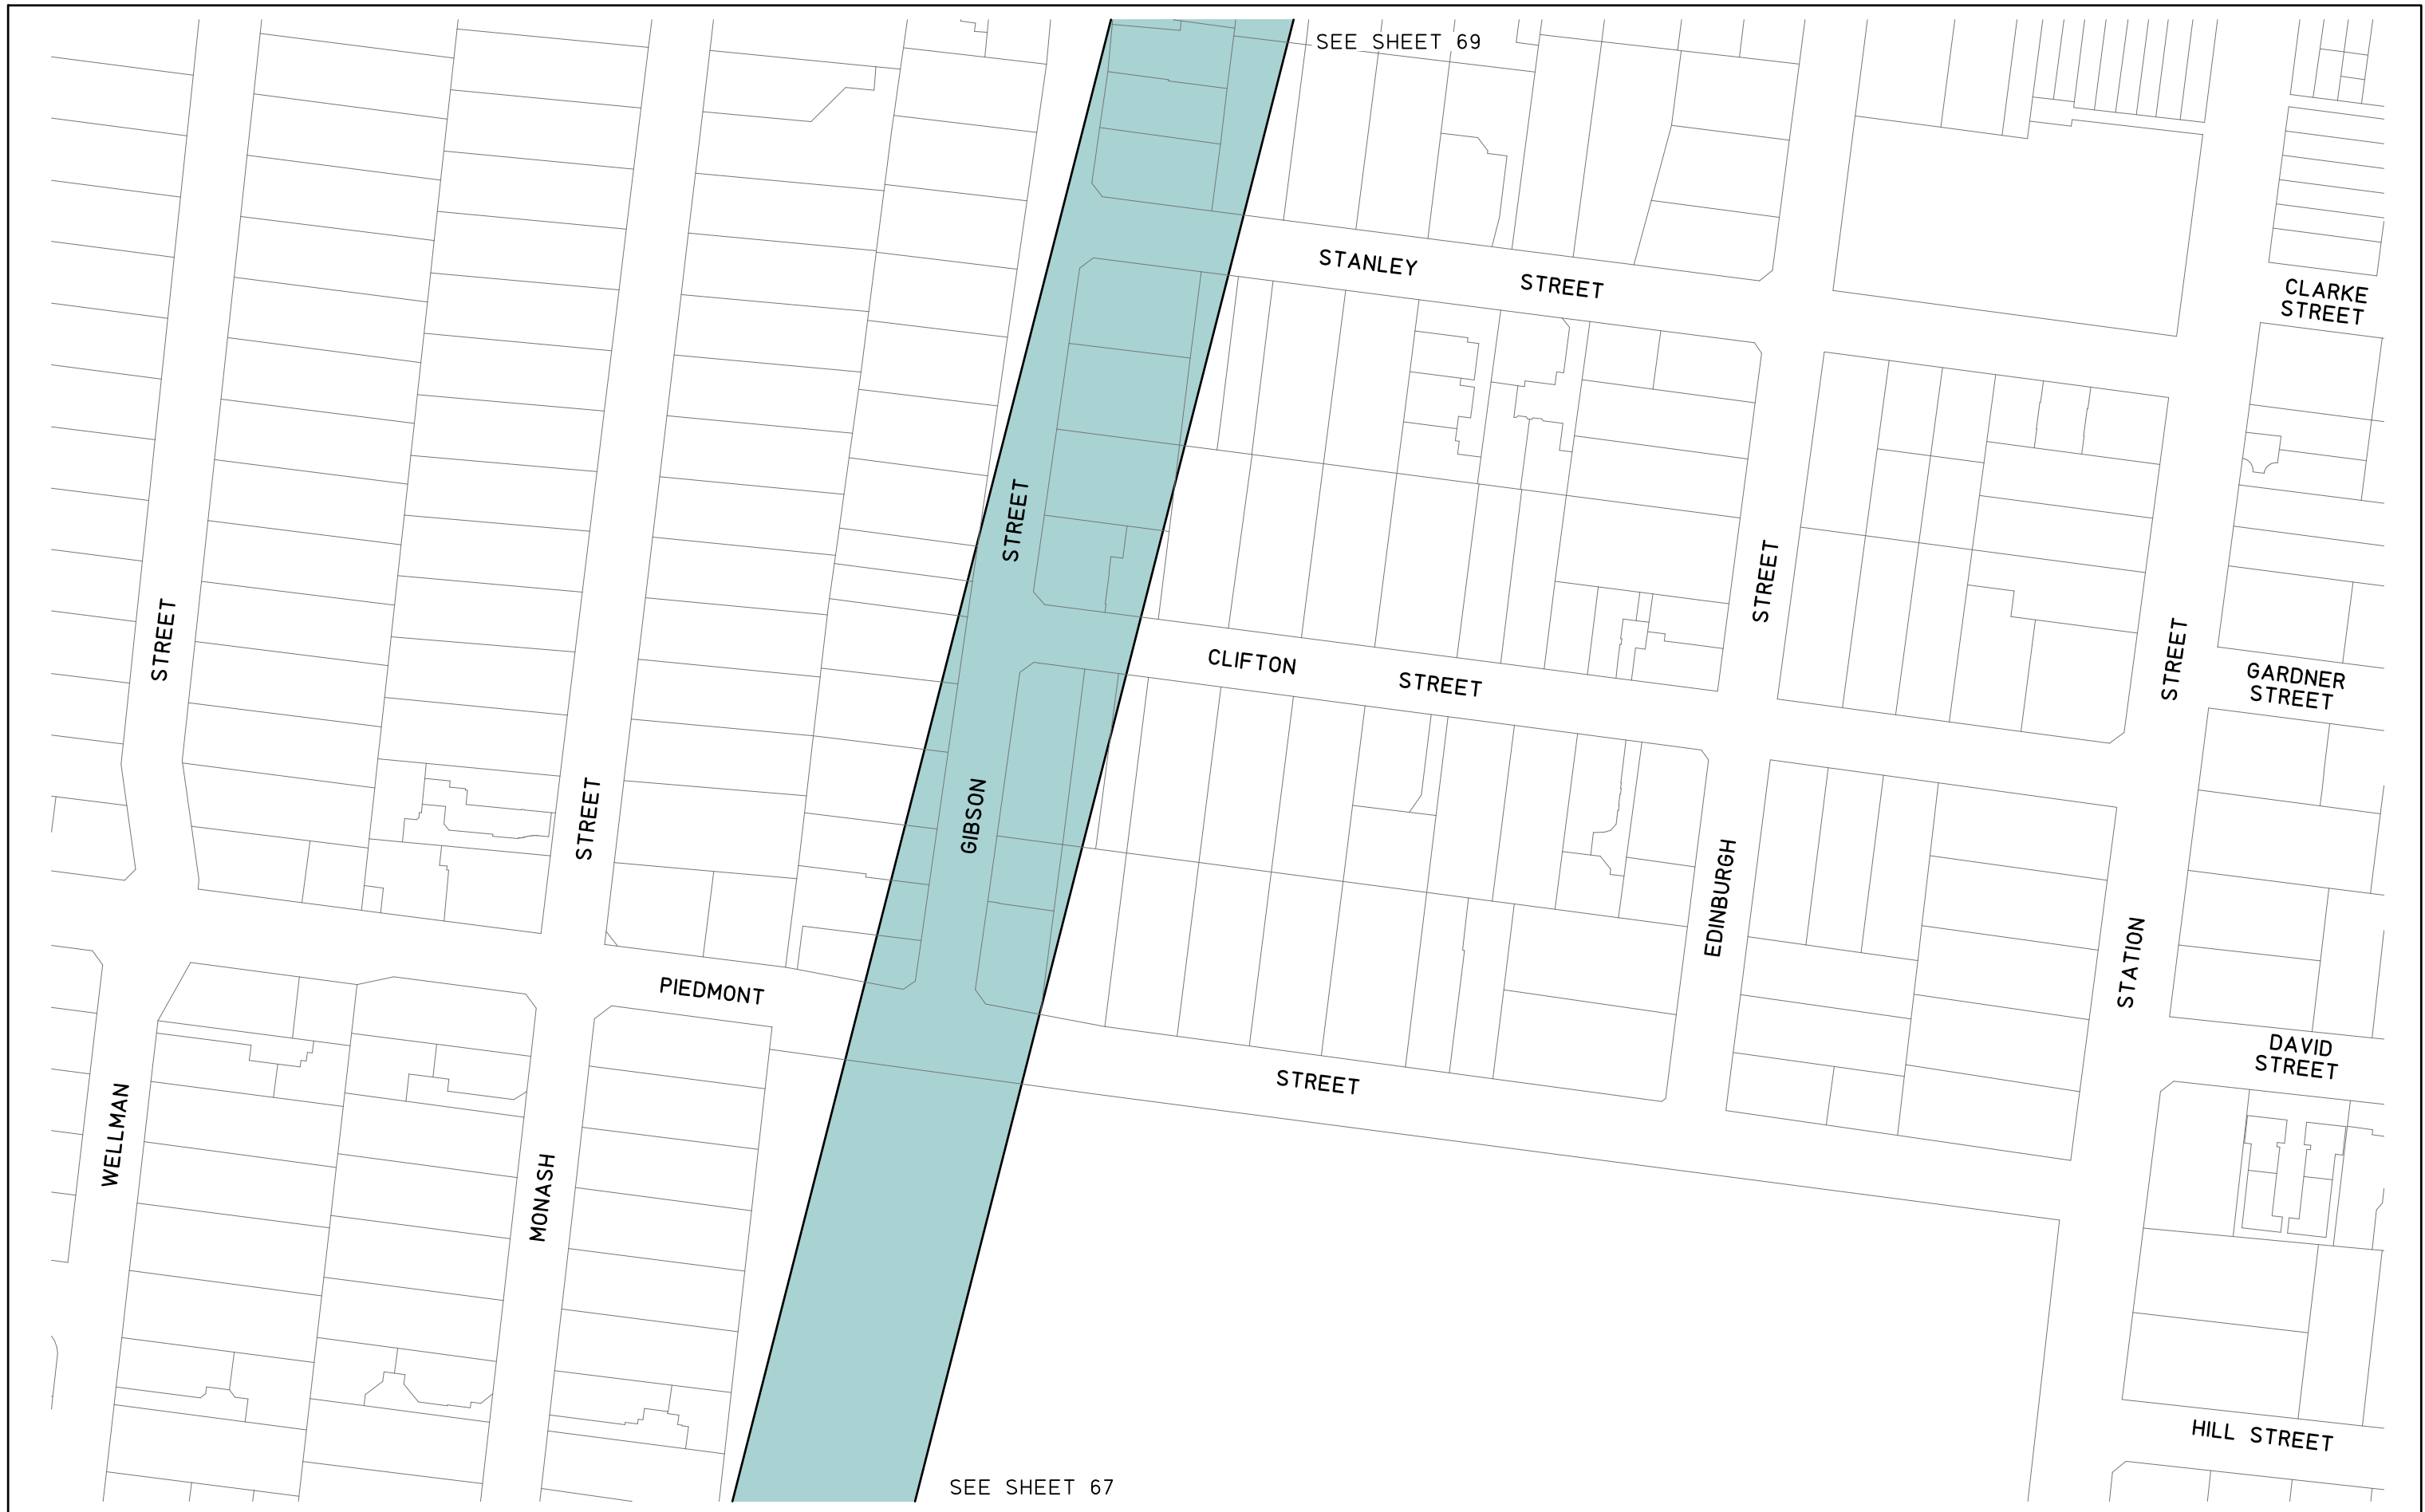 SEE SHEET 69
STANLEY STREET
CLARKE
STREET
GIBSON STREET
EDINBURGH STREET
WELLMAN STREET
CLIFTON STREET
STATION STREET
GARDNER
STREET
MONASH STREET
PIEDMONT STREET
DAVID
STREET
HILL STREET
SEE SHEET 67